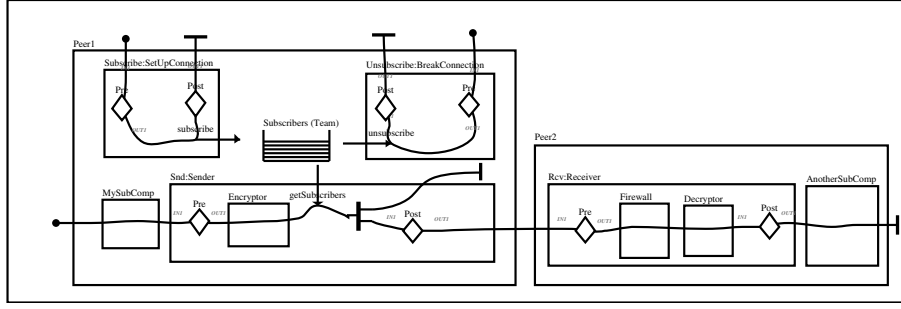 Peer1
Subscribe:SetUpConnection
Unsubscribe:BreakConnection
Pre
Post
Post
Pre
OUT1
OUT1
subscribe
Subscribers (Team)
unsubscribe
Peer2
MySubComp
Snd:Sender
Rcv:Receiver
AnotherSubComp
Encryptor
getSubscribers
Firewall
Decryptor
Pre
IN1
OUT1
IN1
Post
OUT1
IN1
Pre
OUT1
IN1
Post
OUT1